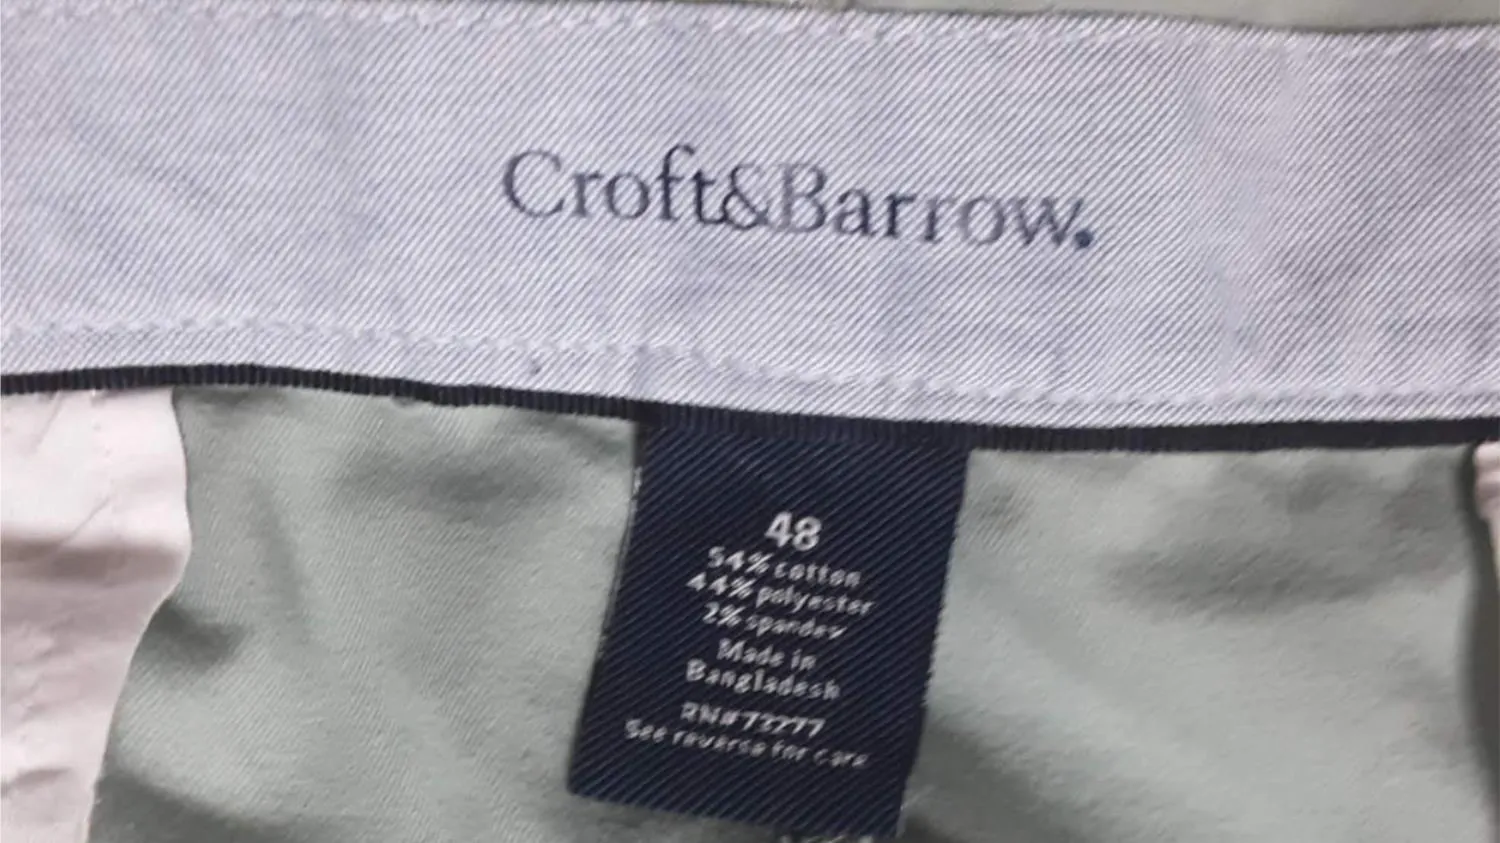 Croft&Barrow.
48
54% cotton
44% polyester
2% spandex
Made in
Bangladesh
RN#73277
See reverse for care